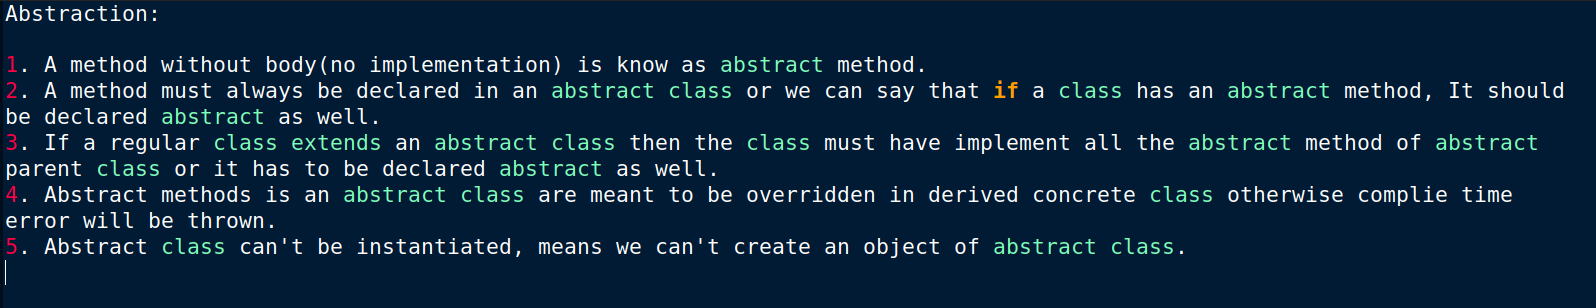 Abstraction:
1. A method without body(no implementation) is know as abstract method.
2. A method must always be declared in an abstract class or we can say that if a class has an abstract method, It should
be declared abstract as well.
3. If a regular class extends an abstract class then the class must have implement all the abstract method of abstract
parent class or it has to be declared abstract as well.
4. Abstract methods is an abstract class are meant to be overridden in derived concrete class otherwise complie time
error will be thrown.
5. Abstract class can't be instantiated, means we can't create an object of abstract class.